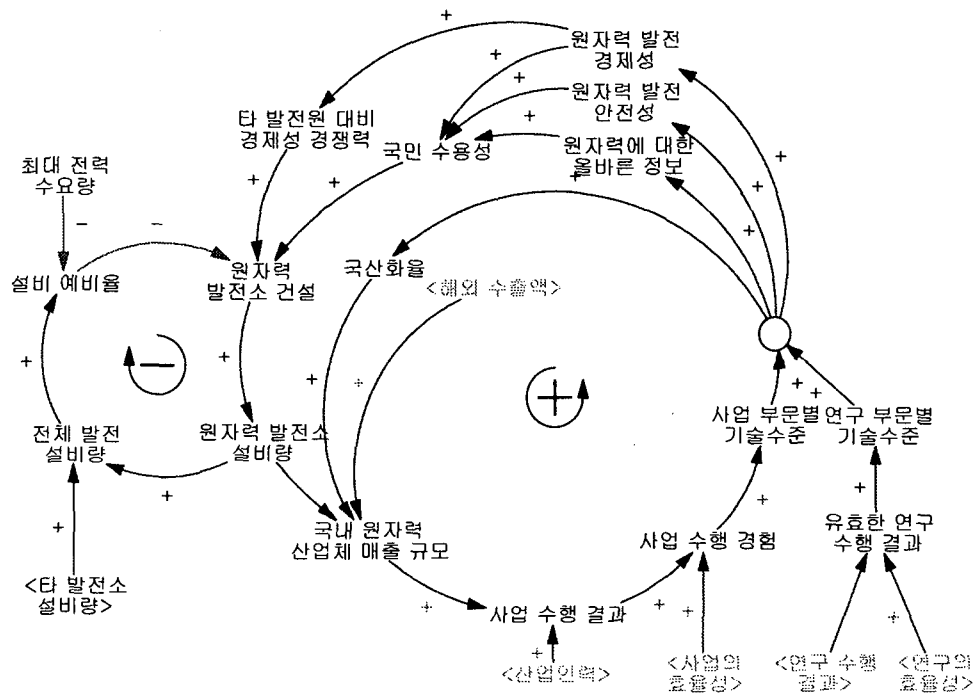 원자력 발전
경제성
원자력 발전
안전성
타 발전원 대비
경제성 경쟁력
국민 수용성
원자력에 대한
올바른 정보
최대 전력
수요량
설비 예비율
원자력
발전소 건설
국산화율
<해외 수출액>
전체 발전
설비량
원자력 발전소
설비량
사업 부문별
기술수준
연구 부문별
기술수준
국내 원자력
산업체 매출 규모
사업 수행 경험
유효한 연구
수행 결과
<타 발전소
설비량>
사업 수행 결과
<산업인력>
<사업의
효율성>
<연구 수행
결과>
<연구의
효율성>